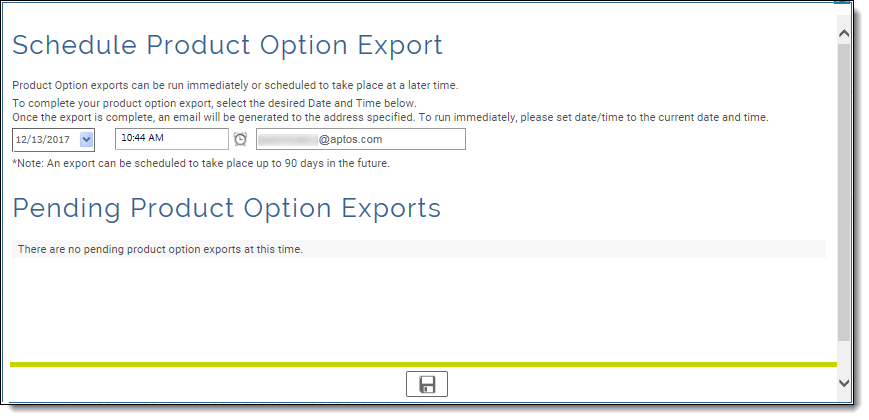 Schedule Product Option Export
Product Option exports can be run immediately or scheduled to take place at a later time.
To complete your product option export, select the desired Date and Time below.
Once the export is complete, an email will be generated to the address specified. To run immediately, please set date/time to the current date and time.
12/13/2017 10:44 AM @aptos.com
*Note: An export can be scheduled to take place up to 90 days in the future.
Pending Product Option Exports
There are no pending product option exports at this time.